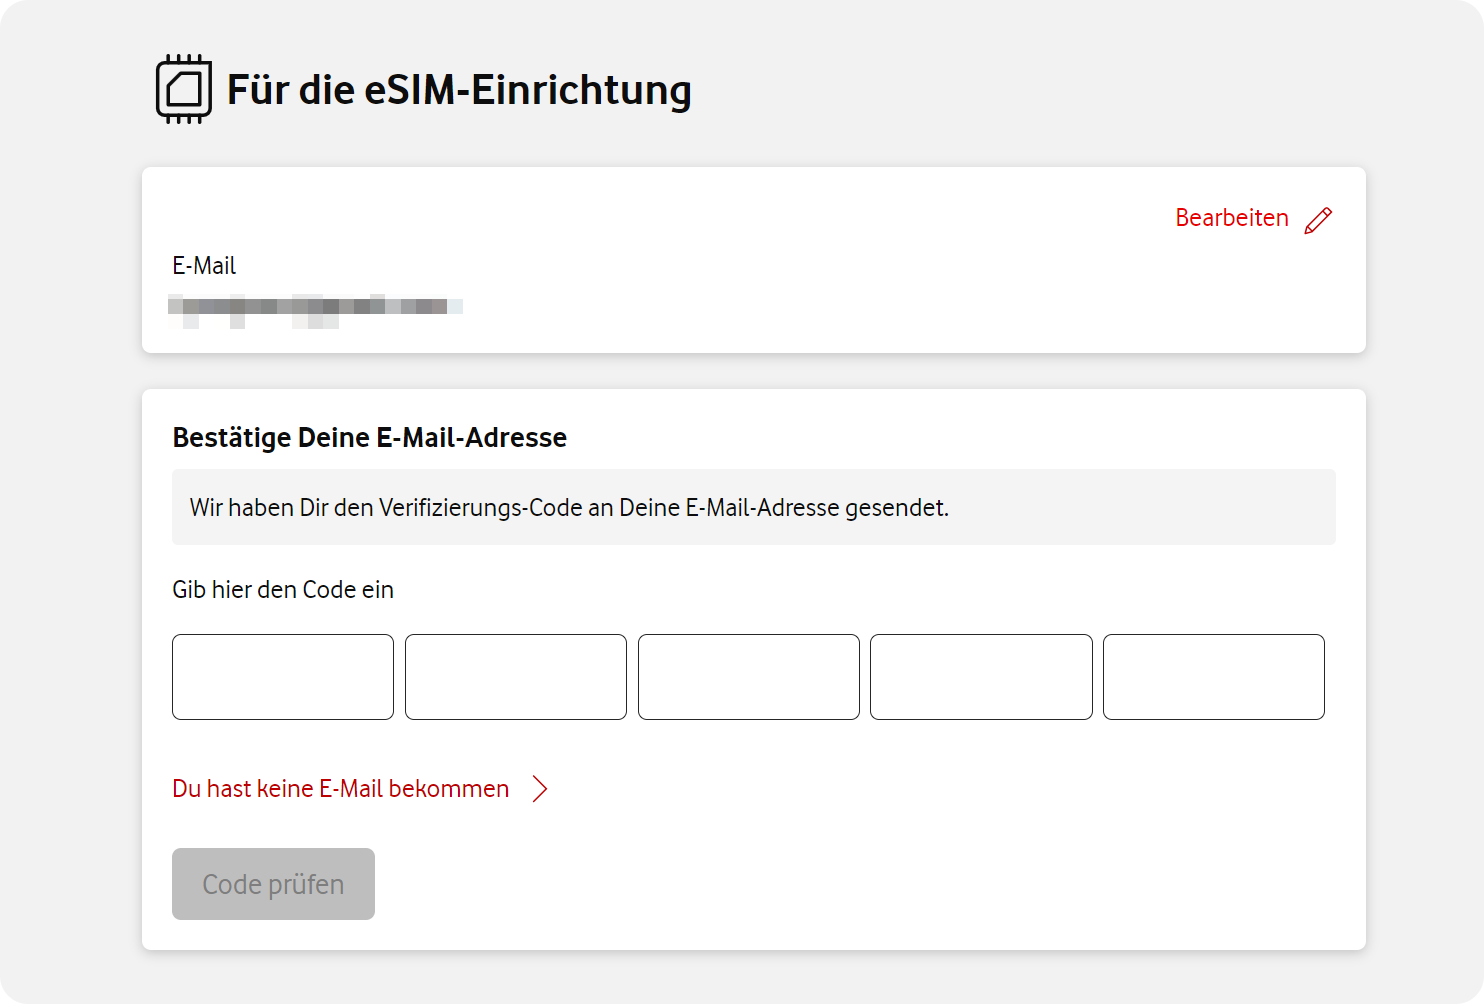 Für die eSIM-Einrichtung
Bearbeiten
E-Mail
Bestätige Deine E-Mail-Adresse
Wir haben Dir den Verifizierungs-Code an Deine E-Mail-Adresse gesendet.
Gib hier den Code ein
Du hast keine E-Mail bekommen
Code prüfen